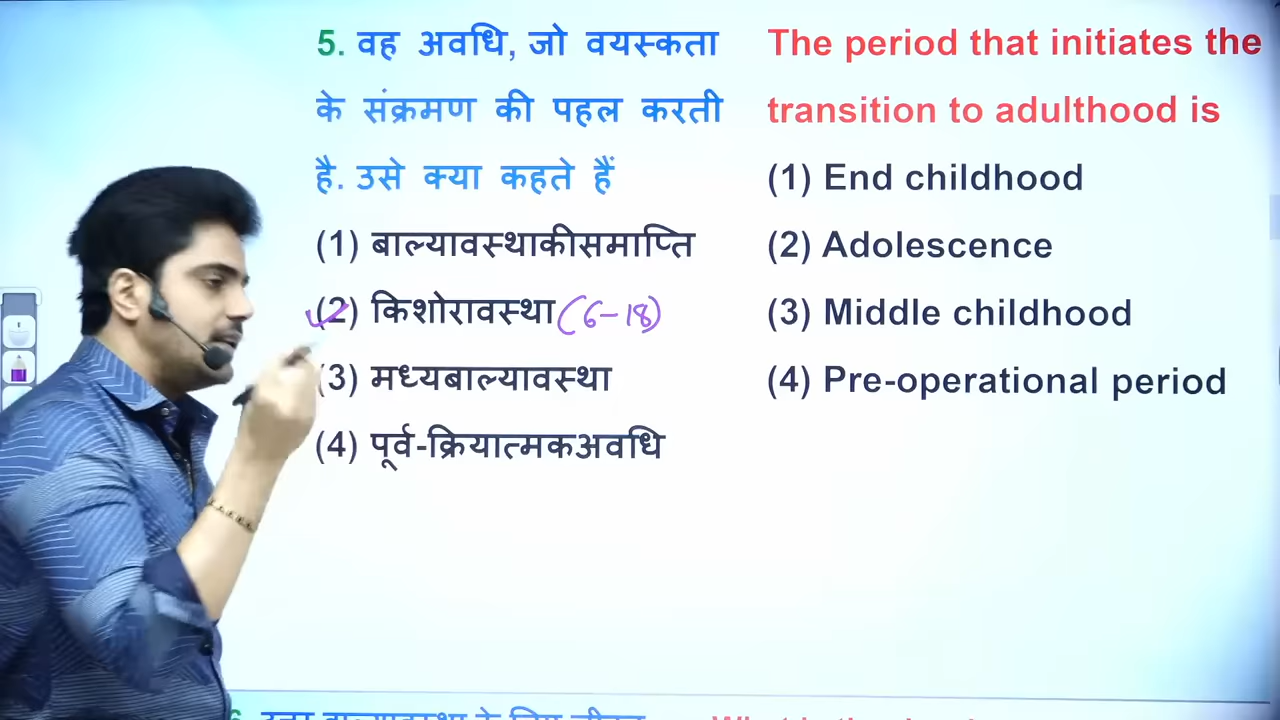 5. वह अवधि, जो वयस्कता
के संक्रमण की पहल करती
है. उसे क्या कहते हैं
(1) बाल्यावस्थाकीसमाप्ति
(2) किशोरावस्था (6-18)
(3) मध्यबाल्यावस्था
(4) पूर्व-क्रियात्मकअवधि
The period that initiates the
transition to adulthood is
(1) End childhood
(2) Adolescence
(3) Middle childhood
(4) Pre-operational period